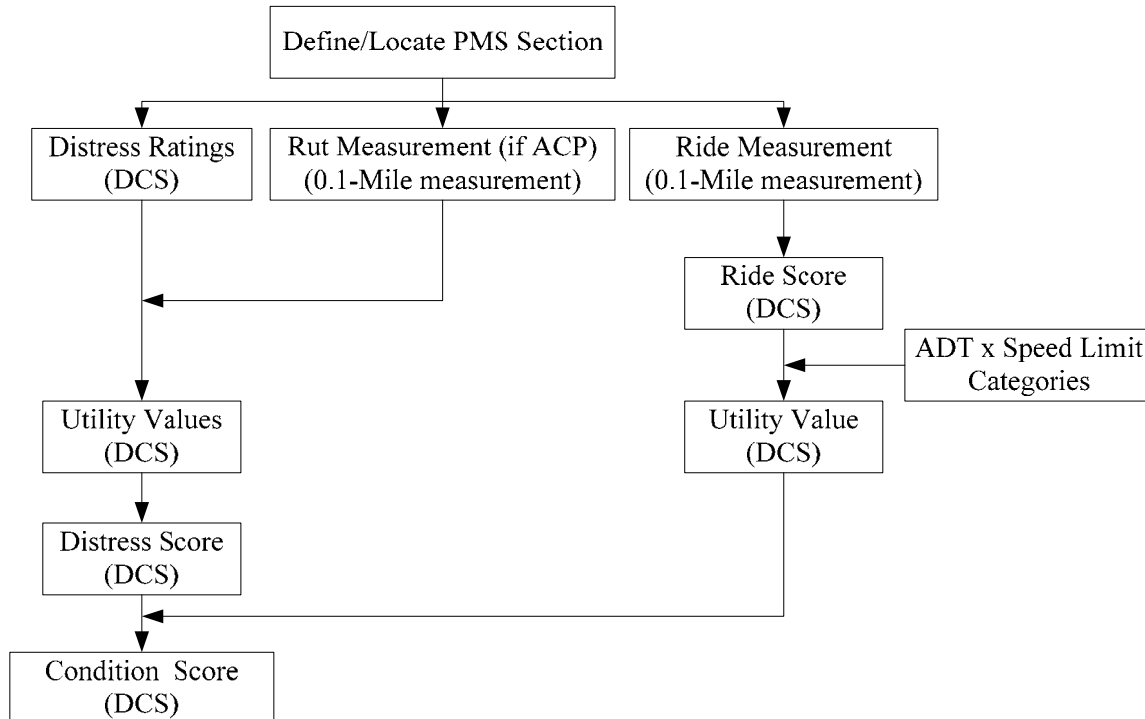 Define/Locate PMS Section
Distress Ratings
(DCS)
Rut Measurement (if ACP)
(0.1-Mile measurement)
Ride Measurement
(0.1-Mile measurement)
Ride Score
(DCS)
ADT x Speed Limit
Categories
Utility Values
(DCS)
Utility Value
(DCS)
Distress Score
(DCS)
Condition Score
(DCS)